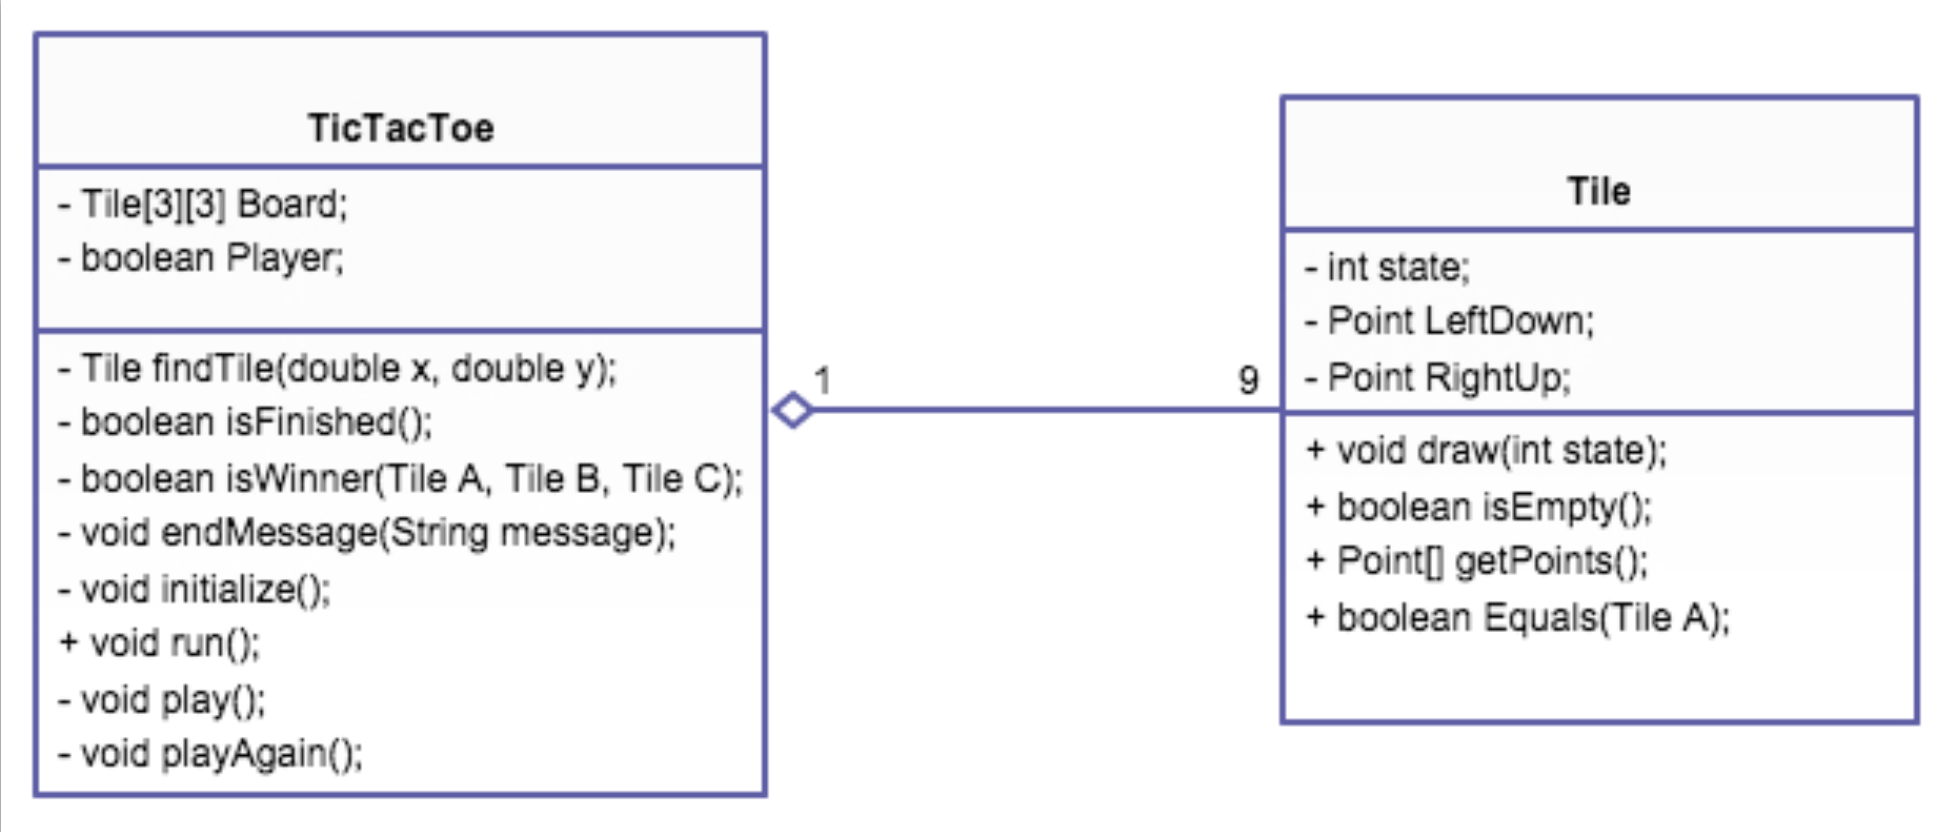 TicTacToe
- Tile[3][3] Board;
- boolean Player;
- Tile findTile(double x, double y);
- boolean isFinished();
- boolean isWinner(Tile A, Tile B, Tile C);
- void endMessage(String message);
- void initialize();
+ void run();
- void play();
- void playAgain();
1
9
Tile
- int state;
- Point LeftDown;
- Point RightUp;
+ void draw(int state);
+ boolean isEmpty();
+ Point[] getPoints();
+ boolean Equals(Tile A);